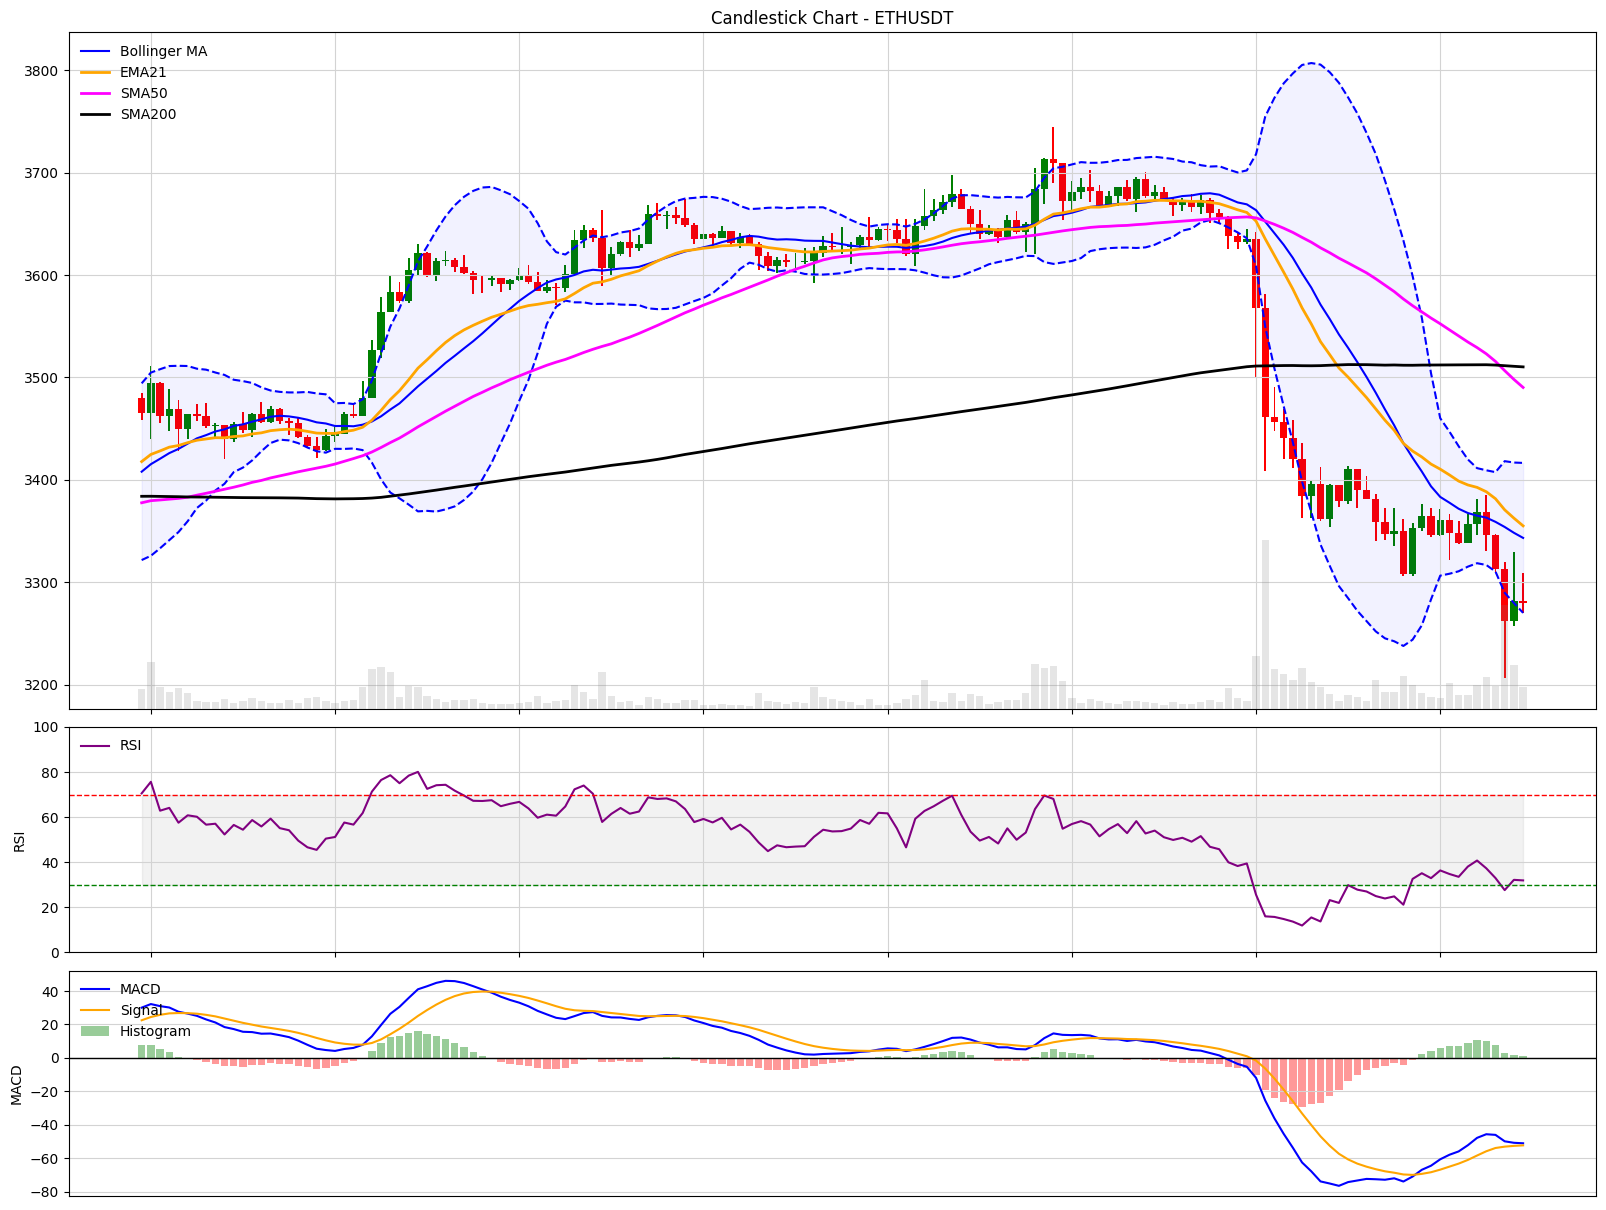 Candlestick Chart - ETHUSDT
Bollinger MA
EMA21
SMA50
SMA200
3800
3700
3600
3500
3400
3300
3200
RSI
100
80
60
40
20
0
RSI
MACD
Signal
Histogram
40
20
0
−20
−40
−60
−80
MACD